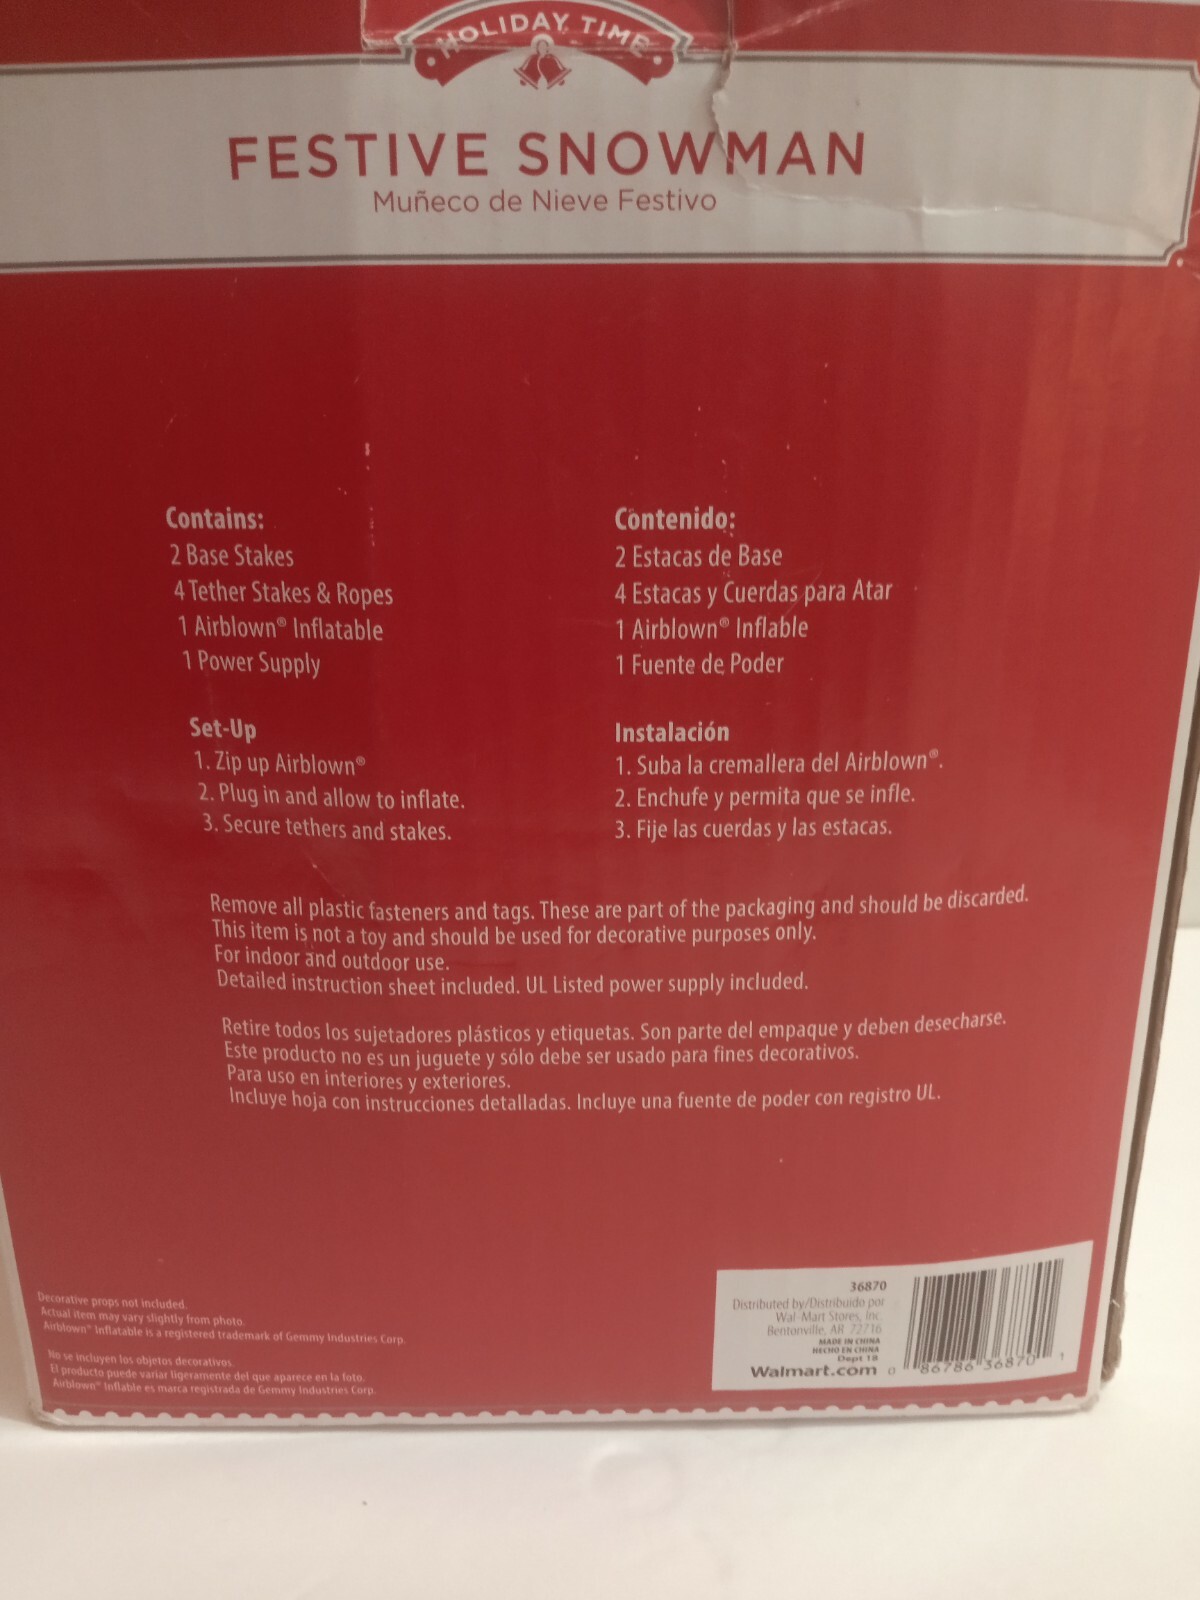 HOLIDAY TIME
FESTIVE SNOWMAN
Muñeco de Nieve Festivo
Contains:
2 Base Stakes
4 Tether Stakes & Ropes
1 Airblown® Inflatable
1 Power Supply
Set-Up
1. Zip up Airblown®
2. Plug in and allow to inflate.
3. Secure tethers and stakes.
Contenido:
2 Estacas de Base
4 Estacas y Cuerdas para Atar
1 Airblown® Inflable
1 Fuente de Poder
Instalación
1. Suba la cremallera del Airblown®.
2. Enchufe y permita que se infle.
3. Fije las cuerdas y las estacas.
Remove all plastic fasteners and tags. These are part of the packaging and should be discarded.
This item is not a toy and should be used for decorative purposes only.
For indoor and outdoor use.
Detailed instruction sheet included. UL Listed power supply included.
Retire todos los sujetadores plásticos y etiquetas. Son parte del empaque y deben desecharse.
Este producto no es un juguete y sólo debe ser usado para fines decorativos.
Para uso en interiores y exteriores.
Incluye hoja con instrucciones detalladas. Incluye una fuente de poder con registro UL.
Decorative props not included.
Actual item may vary slightly from photo.
Airblown™ Inflatable is a registered trademark of Gemmy Industries Corp.
No se incluyen los objetos decorativos.
El producto puede variar ligeramente del que aparece en la foto.
Airblown™ Inflable es marca registrada de Gemmy Industries Corp.
36870
Distributed by/Distribuido por
Wal-Mart Stores, Inc.
Bentonville, AR 72716
MADE IN CHINA
HECHO EN CHINA
Dept 18
Walmart.com
0 86786 36870 1